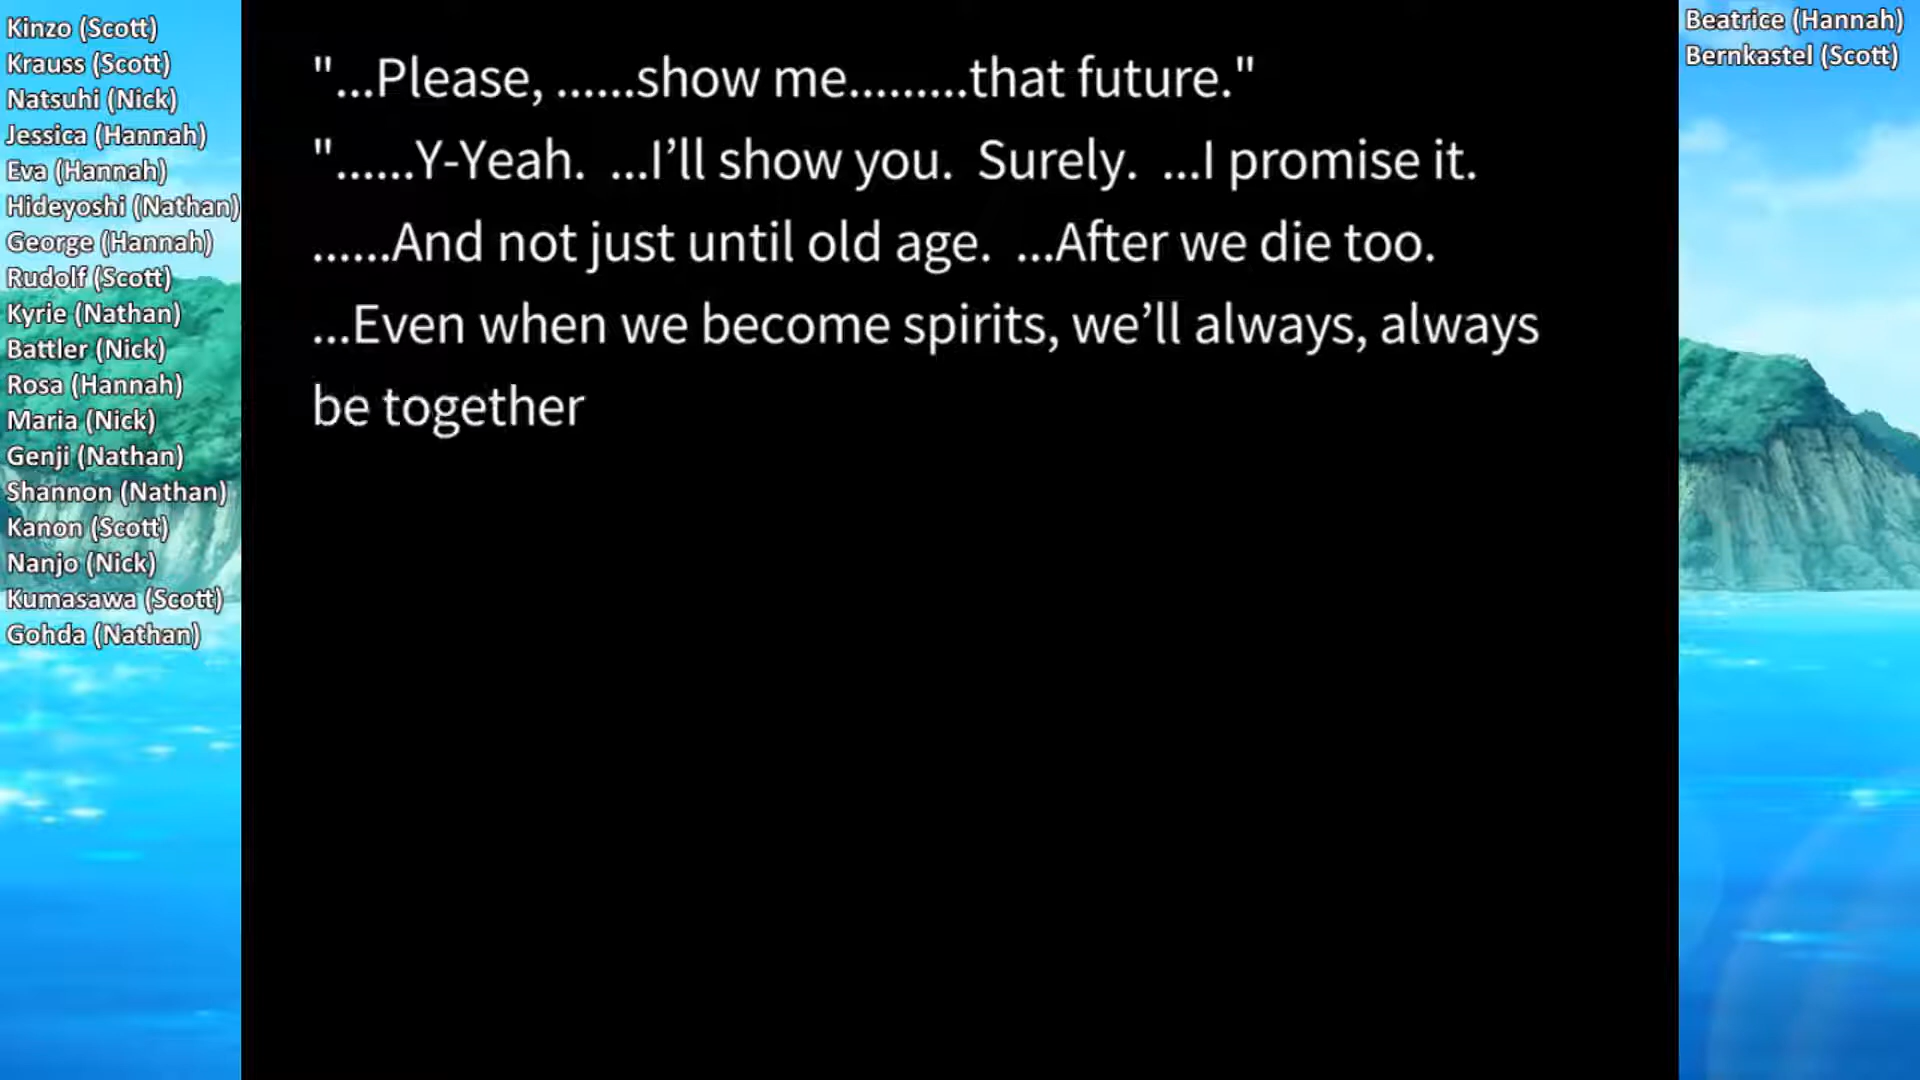 Kinzo (Scott)
Krauss (Scott)
Natsuhi (Nick)
Jessica (Hannah)
Eva (Hannah)
Hideyoshi (Nathan)
George (Hannah)
Rudolf (Scott)
Kyrie (Nathan)
Battler (Nick)
Rosa (Hannah)
Maria (Nick)
Genji (Nathan)
Shannon (Nathan)
Kanon (Scott)
Nanjo (Nick)
Kumasawa (Scott)
Gohda (Nathan)
"...Please, ......show me.........that future."
"......Y-Yeah.  ...I’ll show you.  Surely.  ...I promise it.
......And not just until old age.  ...After we die too.
...Even when we become spirits, we’ll always, always
be together
Beatrice (Hannah)
Bernkastel (Scott)